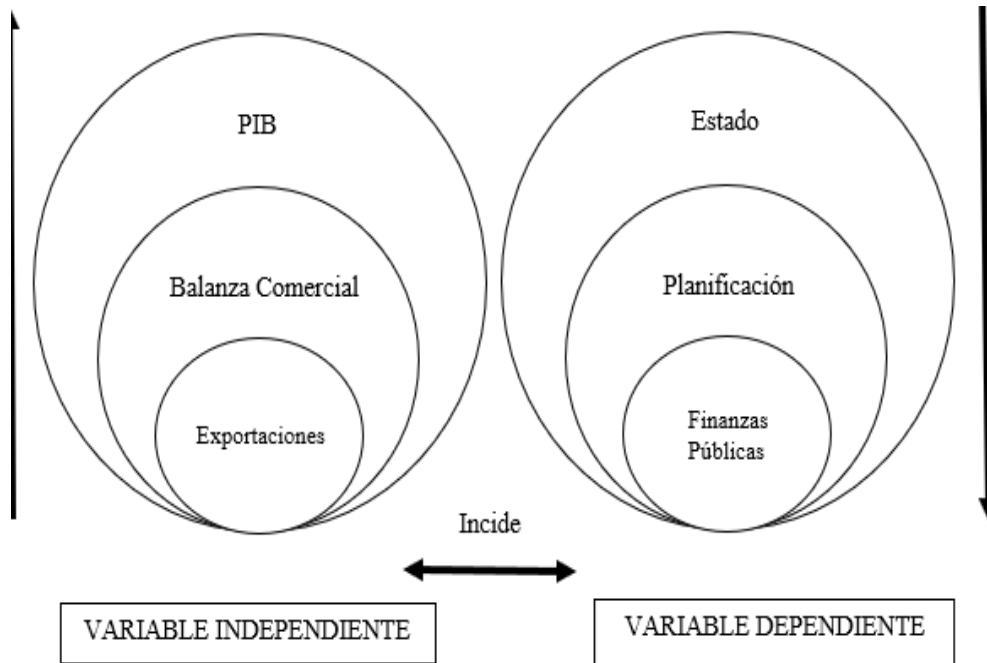 PIB
Balanza Comercial
Exportaciones
Estado
Planificación
Finanzas
Públicas
Incide
VARIABLE INDEPENDIENTE
VARIABLE DEPENDIENTE